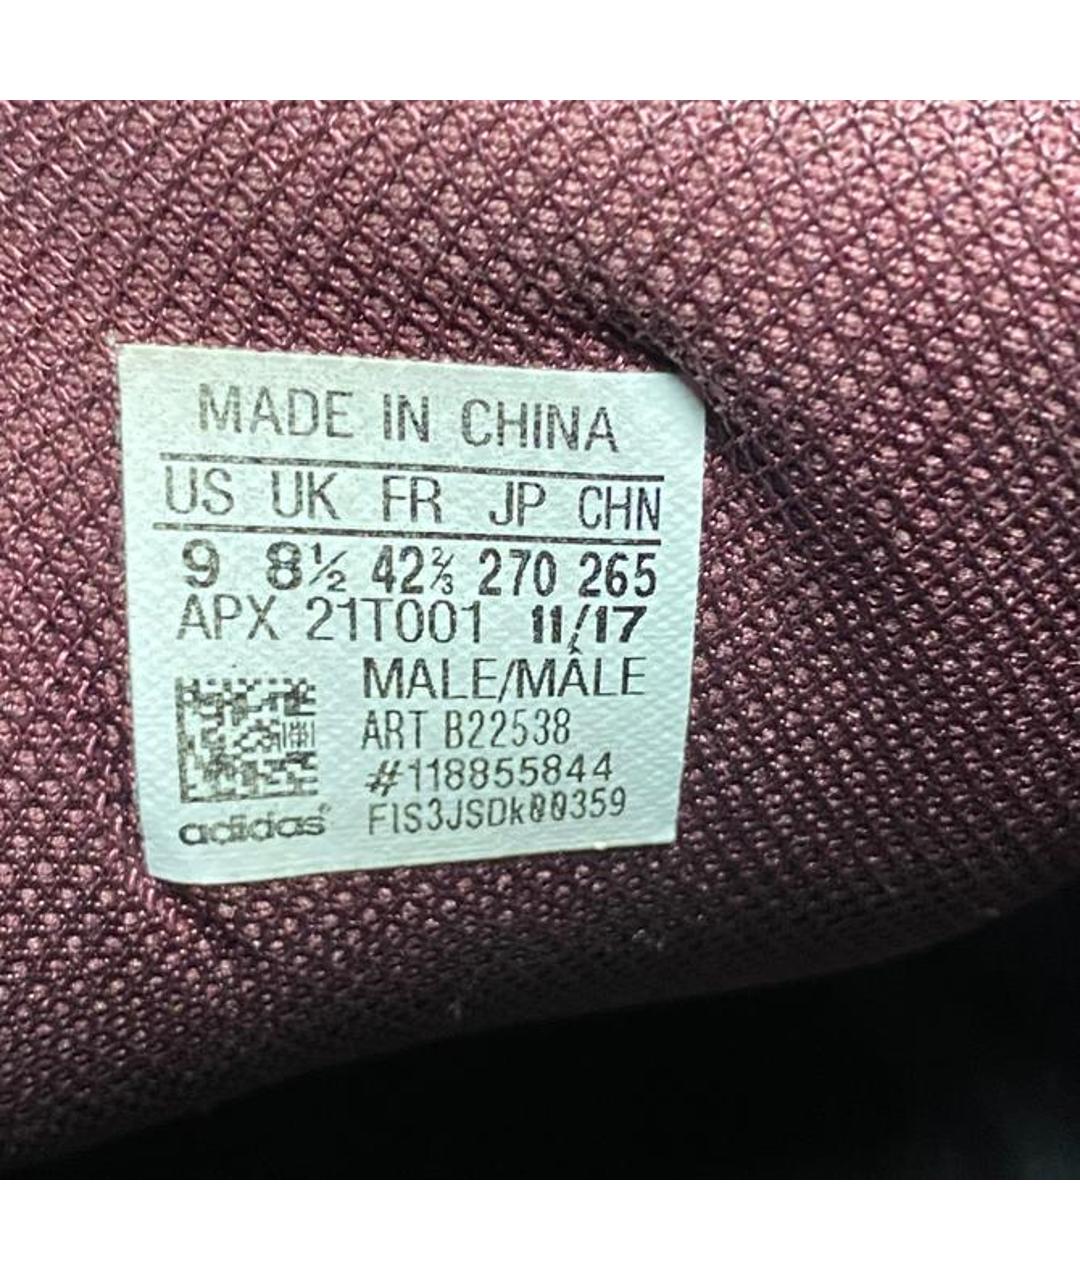 MADE IN CHINA
US UK FR JP CHN
9 8½ 42⅔ 270 265
APX 21T001 11/17
MALE/MÂLE
ART B22538
#118855844
F1S3JSDk00359
adidas®